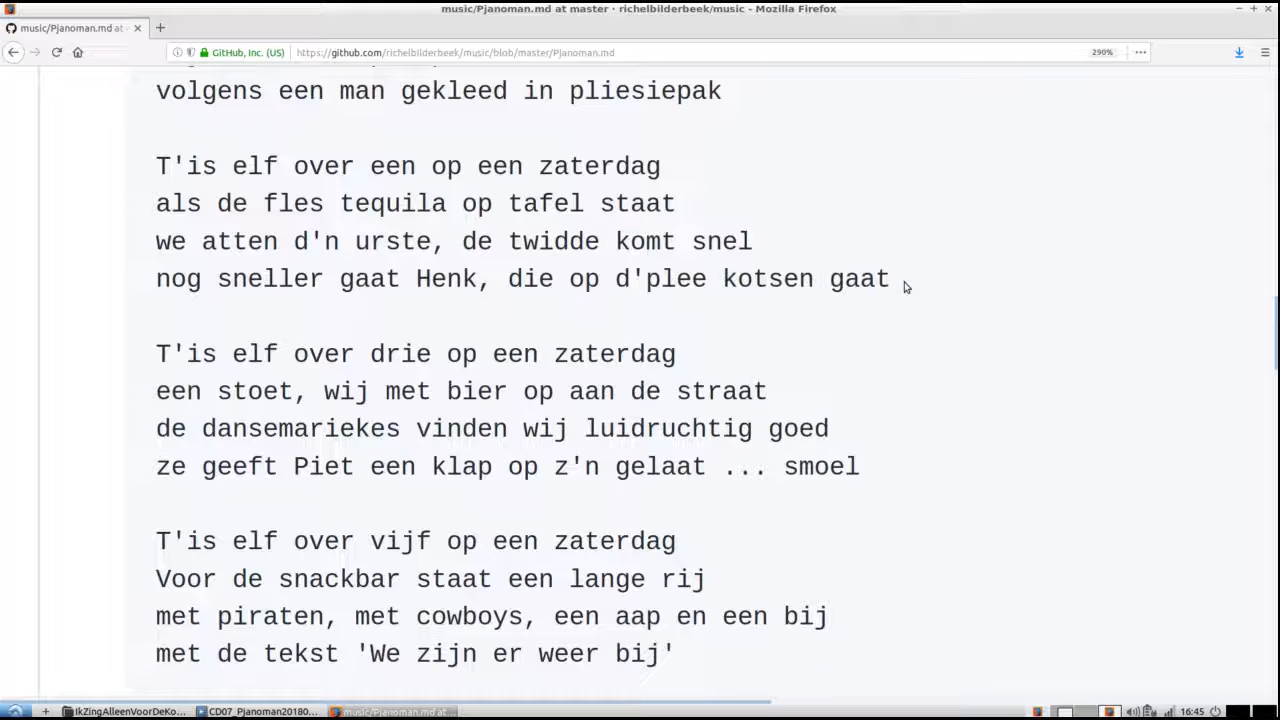 music/Pjanoman.md at master · richelbilderbeek/music - Mozilla Firefox
music/Pjanoman.md at
GitHub, Inc. (US)
https://github.com/richelbilderbeek/music/blob/master/Pjanoman.md
290%
volgens een man gekleed in pliesiepak
T'is elf over een op een zaterdag
als de fles tequila op tafel staat
we atten d'n urste, de twidde komt snel
nog sneller gaat Henk, die op d'plee kotsen gaat
T'is elf over drie op een zaterdag
een stoet, wij met bier op aan de straat
de dansemariekes vinden wij luidruchtig goed
ze geeft Piet een klap op z'n gelaat ... smoel
T'is elf over vijf op een zaterdag
Voor de snackbar staat een lange rij
met piraten, met cowboys, een aap en een bij
met de tekst 'We zijn er weer bij'
IkZingAlleenVoorDeKo...
CD07_Pjanoman20180...
music/Pjanoman.md at ...
16:45